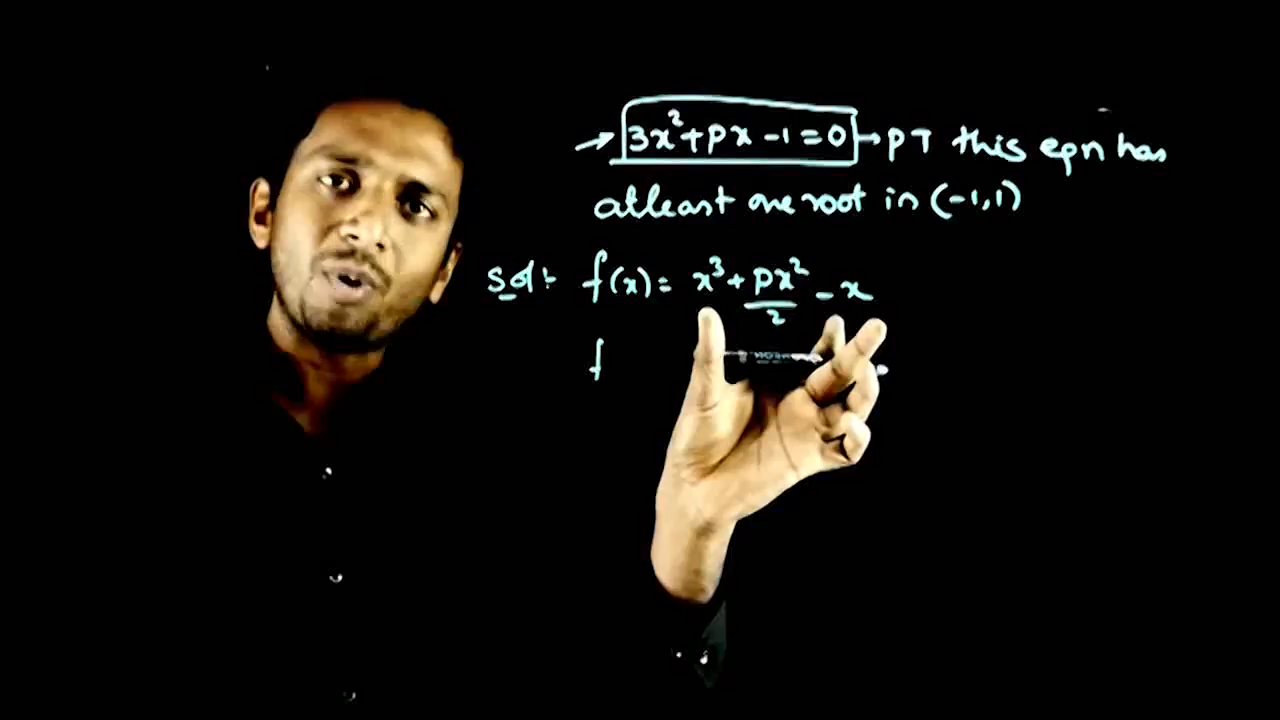 → 3x²+px-1=0 → PT this eqn has
atleast one root in (-1,1)
Sol:- f(x) = x³ + px²/2 - x
f